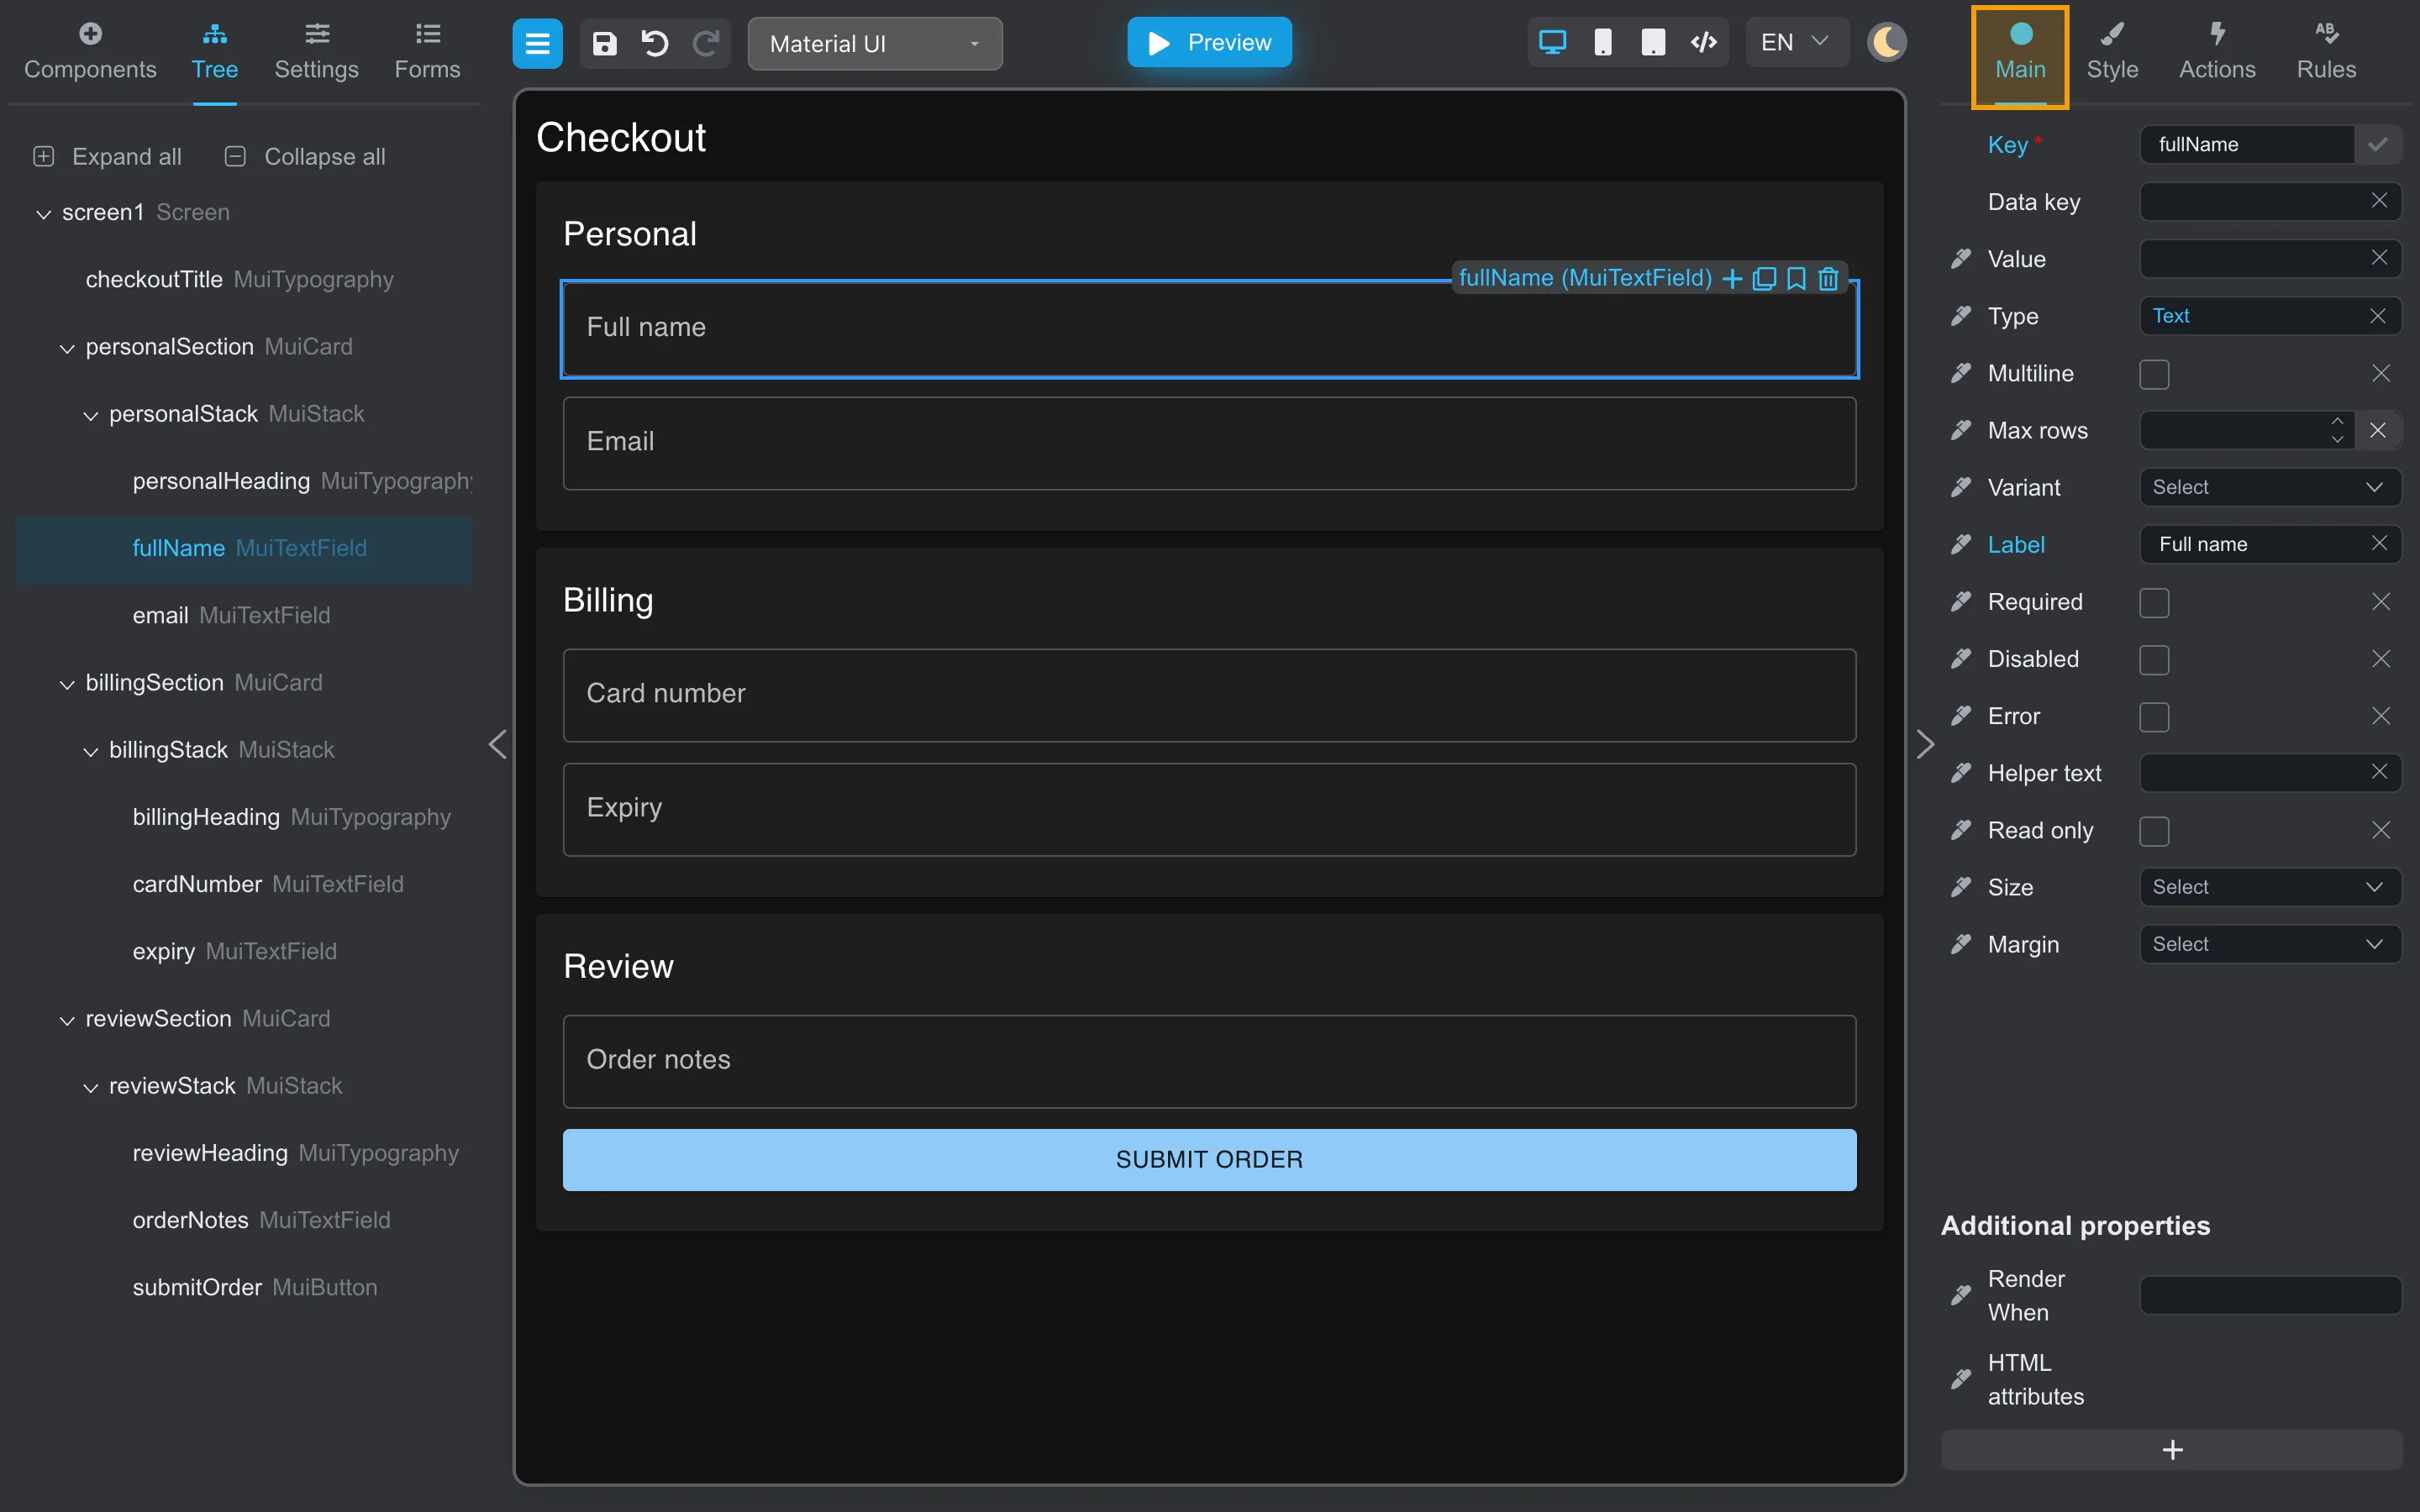 Components
Tree
Settings
Forms
Material UI
Preview
EN
Main
Style
Actions
AB
Rules
Expand all
Collapse all
screen1 Screen
checkoutTitle MuiTypography
personalSection MuiCard
personalStack MuiStack
personalHeading MuiTypography
fullName MuiTextField
email MuiTextField
billingSection MuiCard
billingStack MuiStack
billingHeading MuiTypography
cardNumber MuiTextField
expiry MuiTextField
reviewSection MuiCard
reviewStack MuiStack
reviewHeading MuiTypography
orderNotes MuiTextField
submitOrder MuiButton
Checkout
Personal
fullName (MuiTextField)
Full name
Email
Billing
Card number
Expiry
Review
Order notes
SUBMIT ORDER
Key * fullName
Data key
Value
Type Text
Multiline
Max rows
Variant Select
Label Full name
Required
Disabled
Error
Helper text
Read only
Size Select
Margin Select
Additional properties
Render
When
HTML
attributes